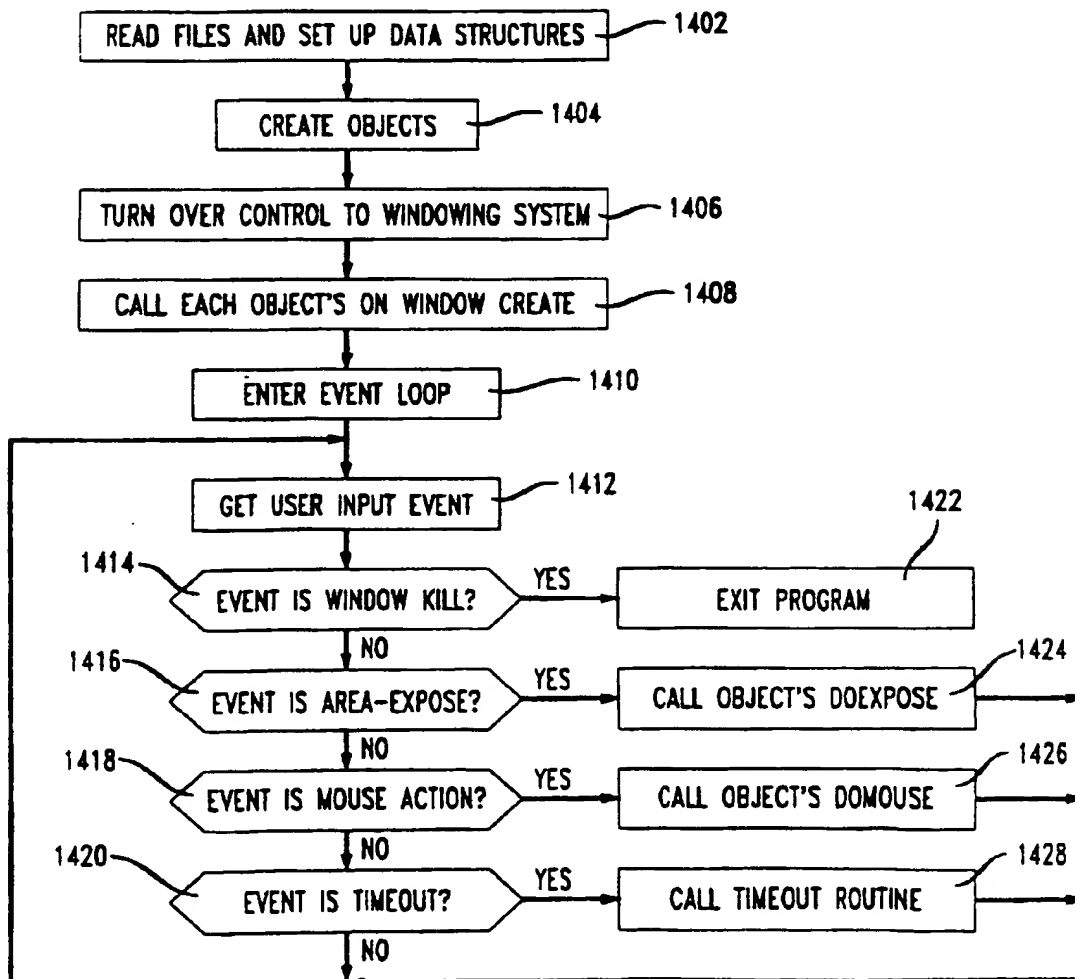 READ FILES AND SET UP DATA STRUCTURES 1402
CREATE OBJECTS 1404
TURN OVER CONTROL TO WINDOWING SYSTEM 1406
CALL EACH OBJECT'S ON WINDOW CREATE 1408
ENTER EVENT LOOP 1410
GET USER INPUT EVENT 1412
1414 EVENT IS WINDOW KILL? YES EXIT PROGRAM 1422
NO
1416 EVENT IS AREA-EXPOSE? YES CALL OBJECT'S DOEXPOSE 1424
NO
1418 EVENT IS MOUSE ACTION? YES CALL OBJECT'S DOMOUSE 1426
NO
1420 EVENT IS TIMEOUT? YES CALL TIMEOUT ROUTINE 1428
NO